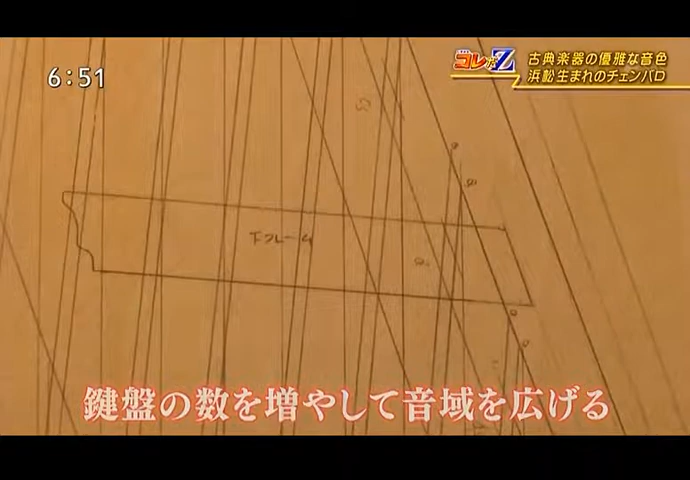 6:51
コレだZ
古典楽器の優雅な音色
浜松生まれのチェンバロ
下フレーム
鍵盤の数を増やして音域を広げる